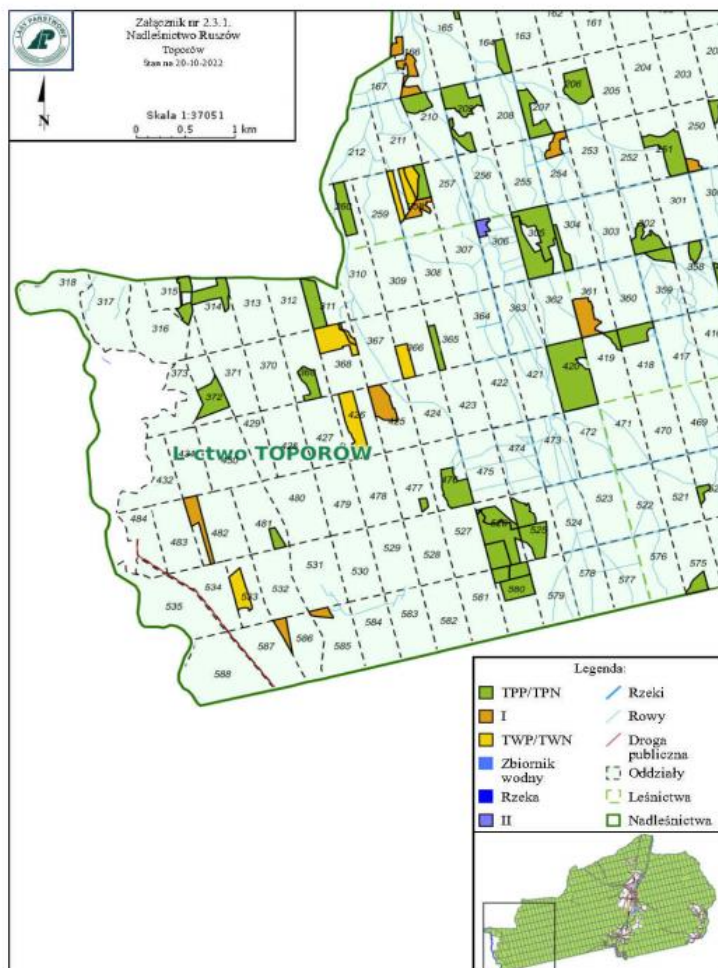 LASY PAŃSTWOWE
Załącznik nr 2.3.1.
Nadleśnictwo Ruszów
Toporów
Stan na 20-10-2022
N
Skala 1:37051
0 0.5 1 km
165 164 163 162 161
166
167 206 205 204 203
210 209 208 207
211 250
212 254 253 252 251
257 256 255
260 259 301
305 304 303 302
307 306
310 309 308 358
318 317 315 314 313 312 311 364 363 362 361 360 359
316 367 366 365 419 418 417 416
373 371 370 369 368 422 421 420
372 426 425 424 423
429 427 472 471 470 469
L-ctwo TOPORÓW
432 474 473
480 479 478 477 476 475 523 522 521
484 483 482 481 527 525 524
531 530 529 528 578 577 576 575
535 534 533 532 581 580 579
588 587 586 585 584 583 582
Legenda:
TPP/TPN Rzeki
I Rowy
TWP/TWN Droga publiczna
Zbiornik wodny Oddziały
Rzeka Leśnictwa
II Nadleśnictwa